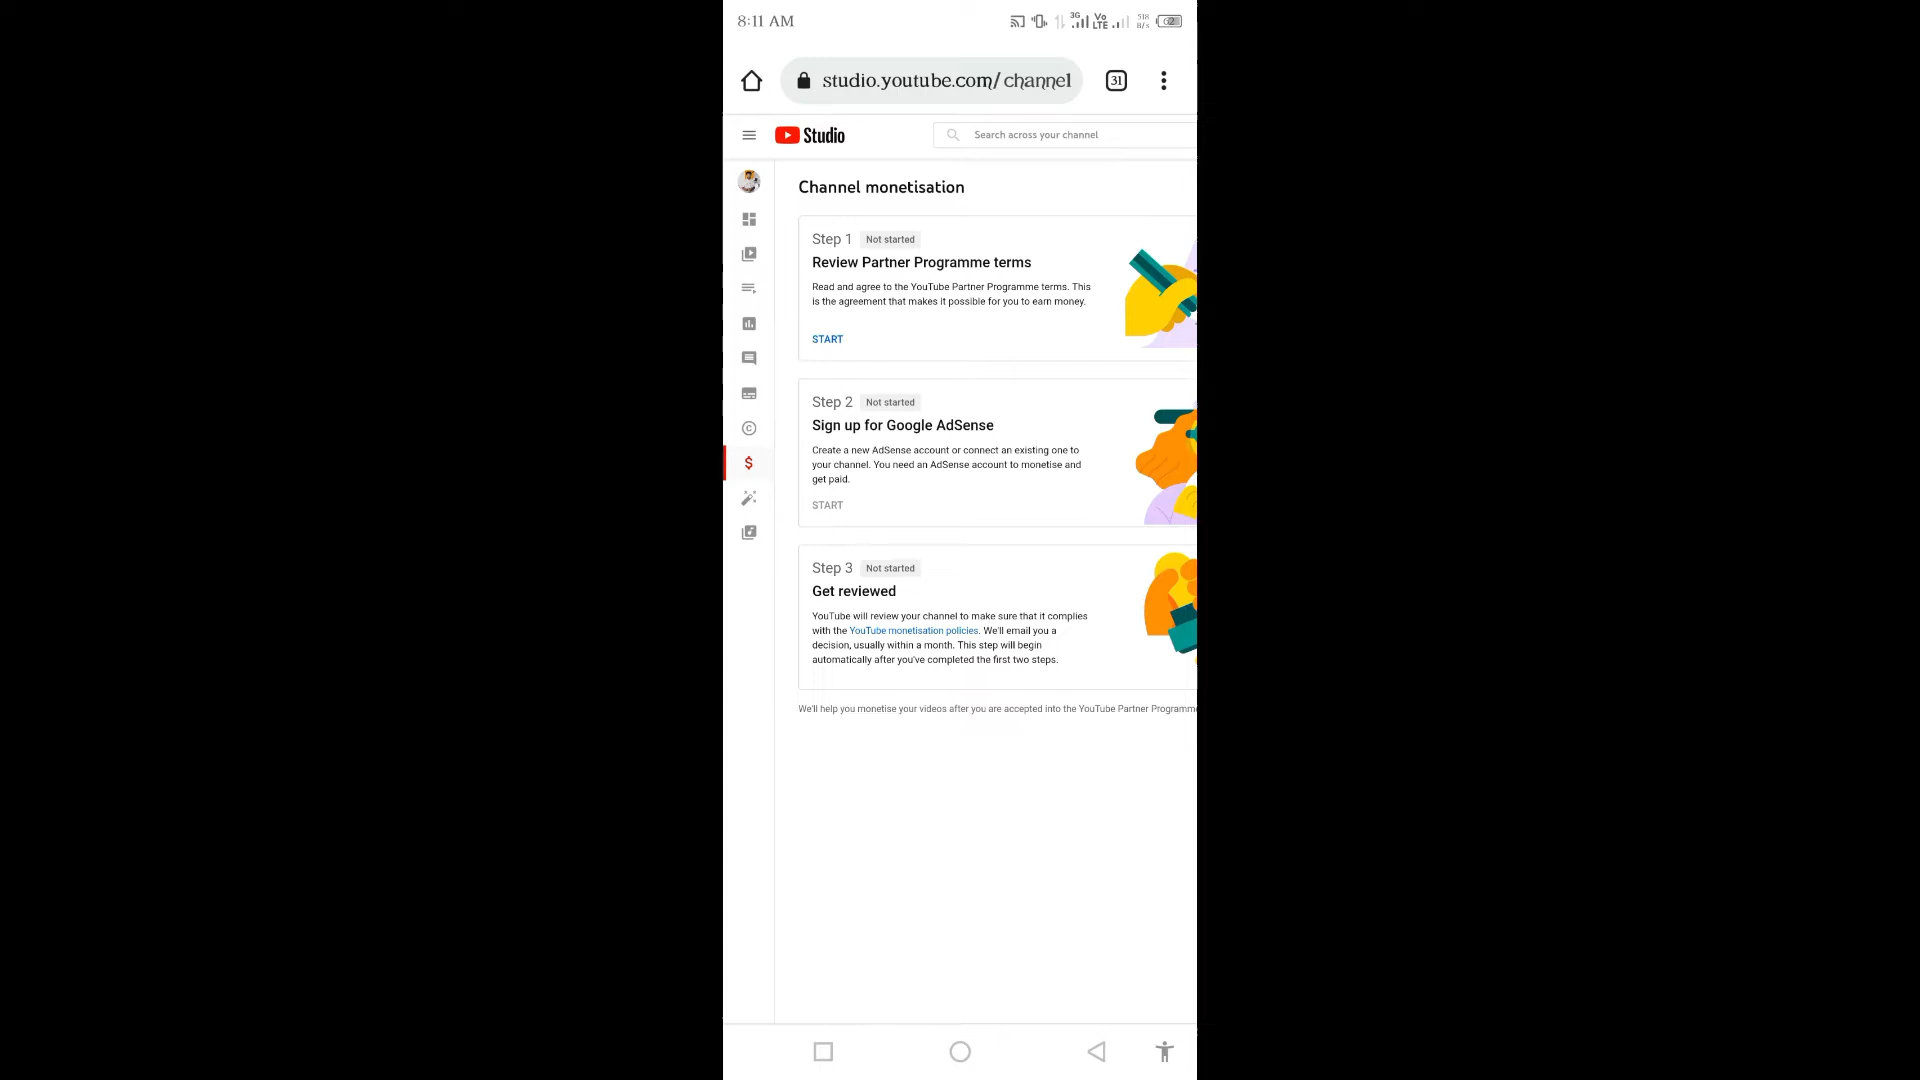 8:11 AM
3G
Vo
LTE
518
B/s
62
studio.youtube.com/channel
31
Studio
Search across your channel
Channel monetisation
Step 1 Not started
Review Partner Programme terms
Read and agree to the YouTube Partner Programme terms. This
is the agreement that makes it possible for you to earn money.
START
Step 2 Not started
Sign up for Google AdSense
Create a new AdSense account or connect an existing one to
your channel. You need an AdSense account to monetise and
get paid.
START
Step 3 Not started
Get reviewed
YouTube will review your channel to make sure that it complies
with the YouTube monetisation policies. We'll email you a
decision, usually within a month. This step will begin
automatically after you've completed the first two steps.
We'll help you monetise your videos after you are accepted into the YouTube Partner Programme